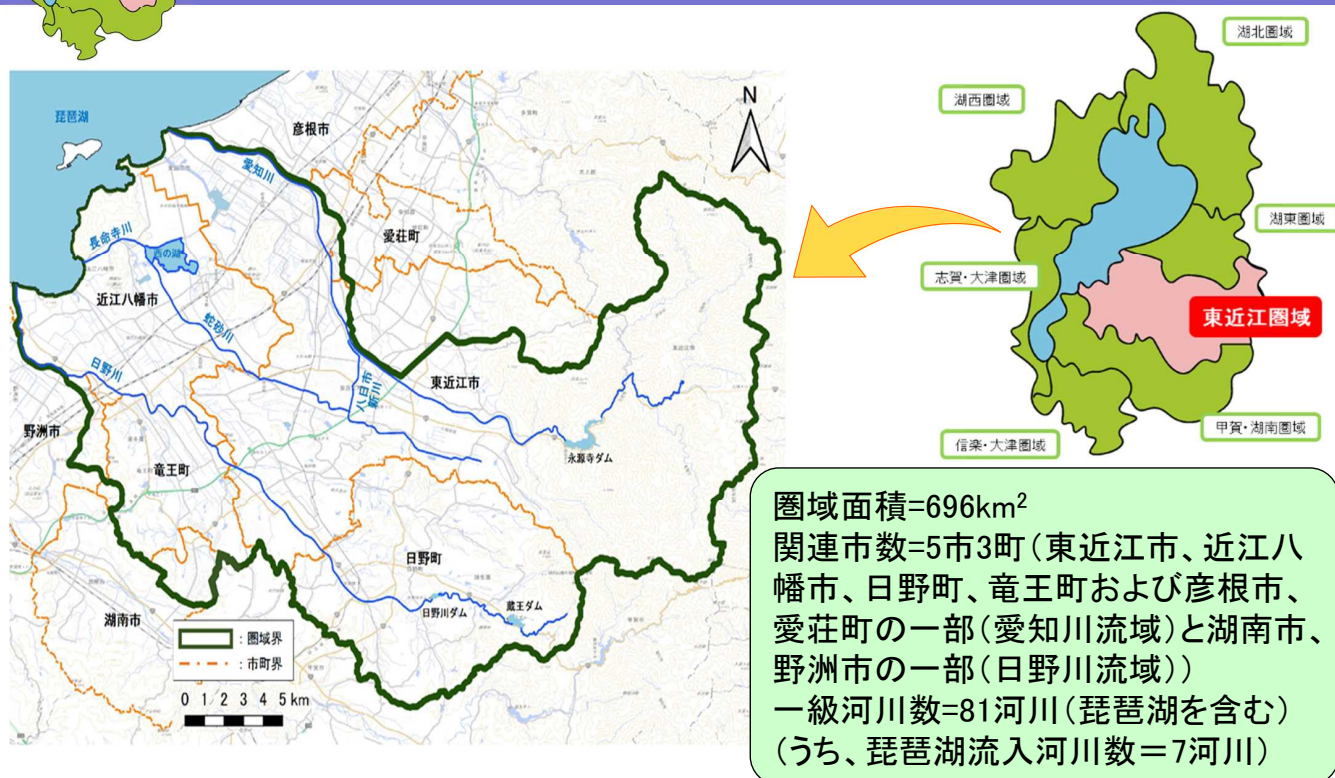 琵琶湖
彦根市
N
愛知川
愛荘町
長命寺川
西の湖
近江八幡市
蛇砂川
日野川
八日市
新川
東近江市
野洲市
永源寺ダム
竜王町
日野町
日野川ダム
蔵王ダム
湖南市
:圏域界
:市町界
0 1 2 3 4 5 km
湖北圏域
湖西圏域
湖東圏域
志賀・大津圏域
東近江圏域
甲賀・湖南圏域
信楽・大津圏域
圏域面積=696km²
関連市数=5市3町(東近江市、近江八
幡市、日野町、竜王町および彦根市、
愛荘町の一部(愛知川流域)と湖南市、
野洲市の一部(日野川流域))
一級河川数=81河川(琵琶湖を含む)
(うち、琵琶湖流入河川数=7河川)